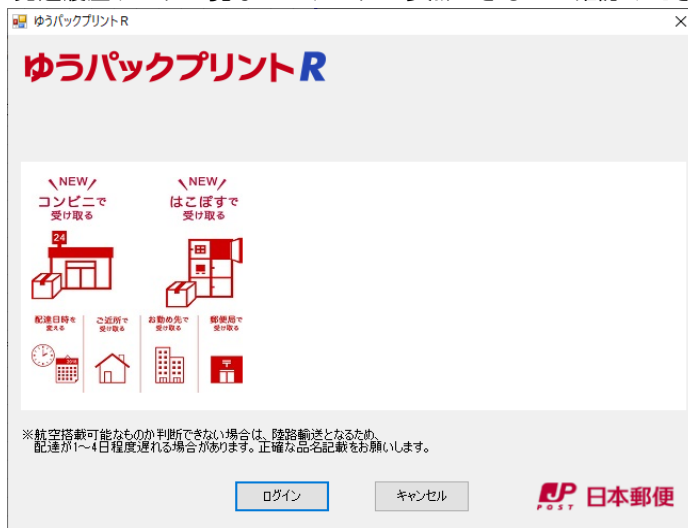 ゆうパックプリントR
ゆうパックプリントR
NEW
コンビニで
受け取る
24
NEW
はこぽすで
受け取る
配達日時を
変える
ご近所で
受け取る
お勤め先で
受け取る
郵便局で
受け取る
※航空搭載可能なものか判断できない場合は、陸路輸送となるため、
配達が1～4日程度遅れる場合があります。正確な品名記載をお願いします。
ログイン
キャンセル
JP
POST
日本郵便